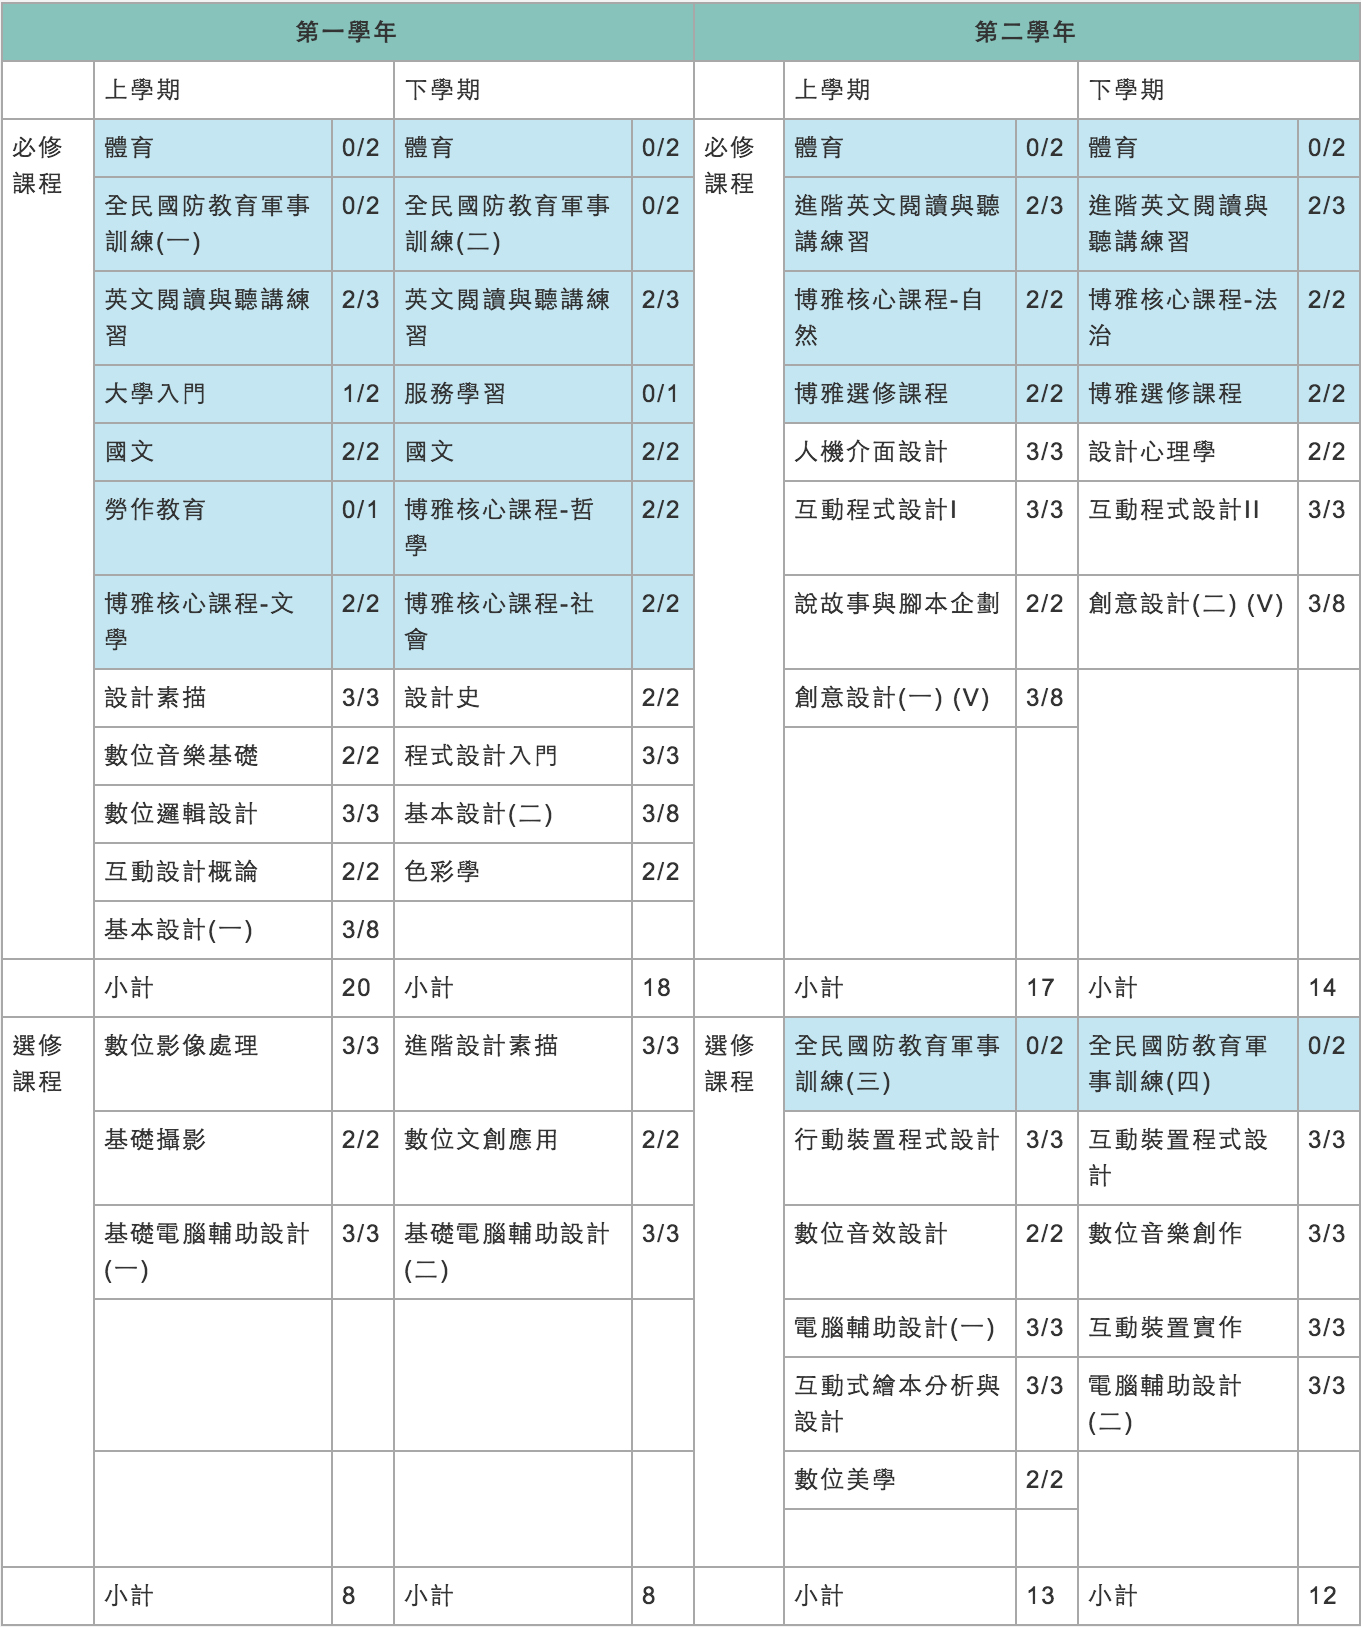 第一學年 第二學年
上學期 下學期 上學期 下學期
必修 體育 0/2 體育 0/2 必修 體育 0/2 體育 0/2
課程 課程
全民國防教育軍事 0/2 全民國防教育軍事 0/2 進階英文閱讀與聽 2/3 進階英文閱讀與 2/3
訓練(一) 訓練(二) 講練習 聽講練習
英文閱讀與聽講練 2/3 英文閱讀與聽講練 2/3 博雅核心課程-自 2/2 博雅核心課程-法 2/2
習 習 然 治
大學入門 1/2 服務學習 0/1 博雅選修課程 2/2 博雅選修課程 2/2
國文 2/2 國文 2/2 人機介面設計 3/3 設計心理學 2/2
勞作教育 0/1 博雅核心課程-哲 2/2 互動程式設計I 3/3 互動程式設計II 3/3
學
博雅核心課程-文 2/2 博雅核心課程-社 2/2 說故事與腳本企劃 2/2 創意設計(二) (V) 3/8
學 會
設計素描 3/3 設計史 2/2 創意設計(一) (V) 3/8
數位音樂基礎 2/2 程式設計入門 3/3
數位邏輯設計 3/3 基本設計(二) 3/8
互動設計概論 2/2 色彩學 2/2
基本設計(一) 3/8
小計 20 小計 18 小計 17 小計 14
選修 數位影像處理 3/3 進階設計素描 3/3 選修 全民國防教育軍事 0/2 全民國防教育軍 0/2
課程 課程 訓練(三) 事訓練(四)
基礎攝影 2/2 數位文創應用 2/2 行動裝置程式設計 3/3 互動裝置程式設 3/3
計
基礎電腦輔助設計 3/3 基礎電腦輔助設計 3/3 數位音效設計 2/2 數位音樂創作 3/3
(一) (二)
電腦輔助設計(一) 3/3 互動裝置實作 3/3
互動式繪本分析與 3/3 電腦輔助設計 3/3
設計 (二)
數位美學 2/2
小計 8 小計 8 小計 13 小計 12